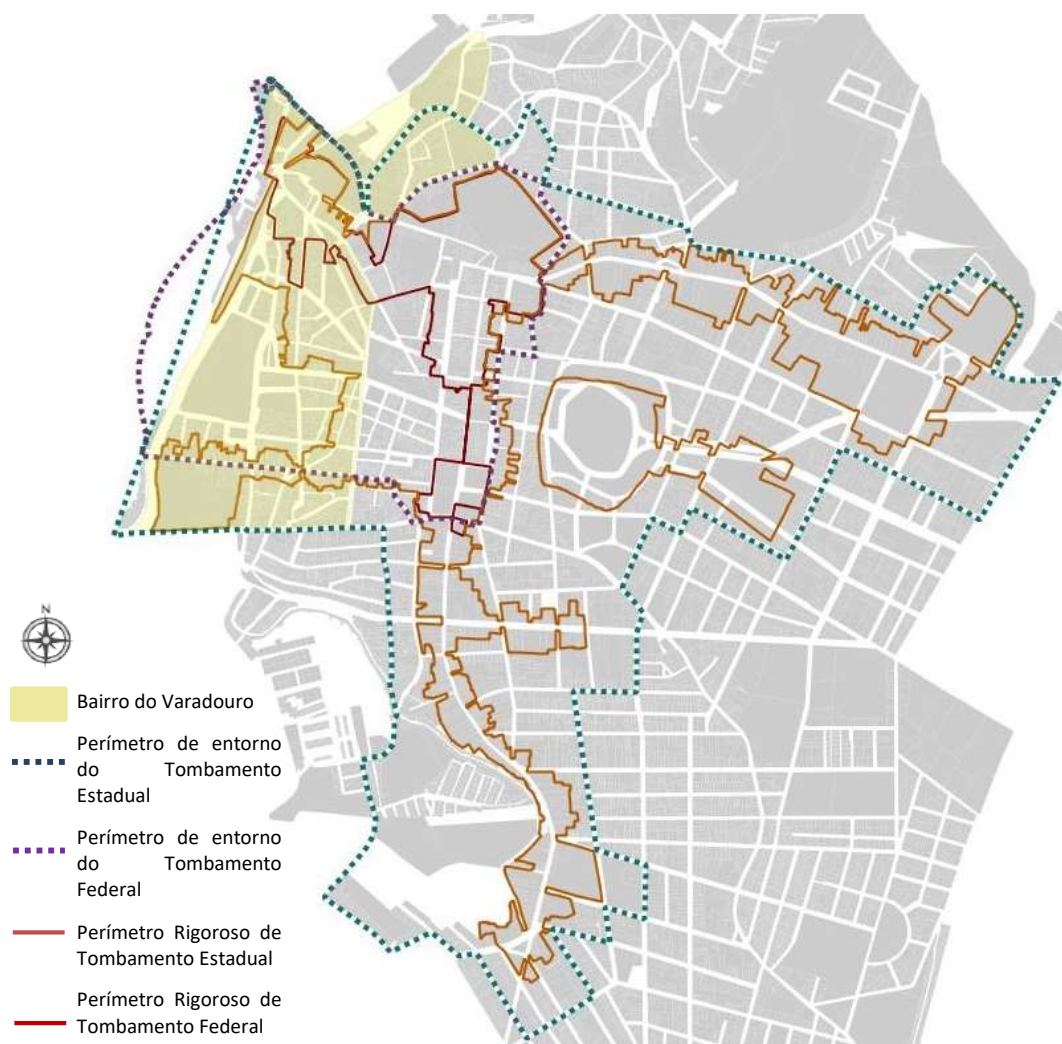 N
Bairro do Varadouro
Perímetro de entorno
do Tombamento
Estadual
Perímetro de entorno
do Tombamento
Federal
Perímetro Rigoroso de
Tombamento Estadual
Perímetro Rigoroso de
Tombamento Federal